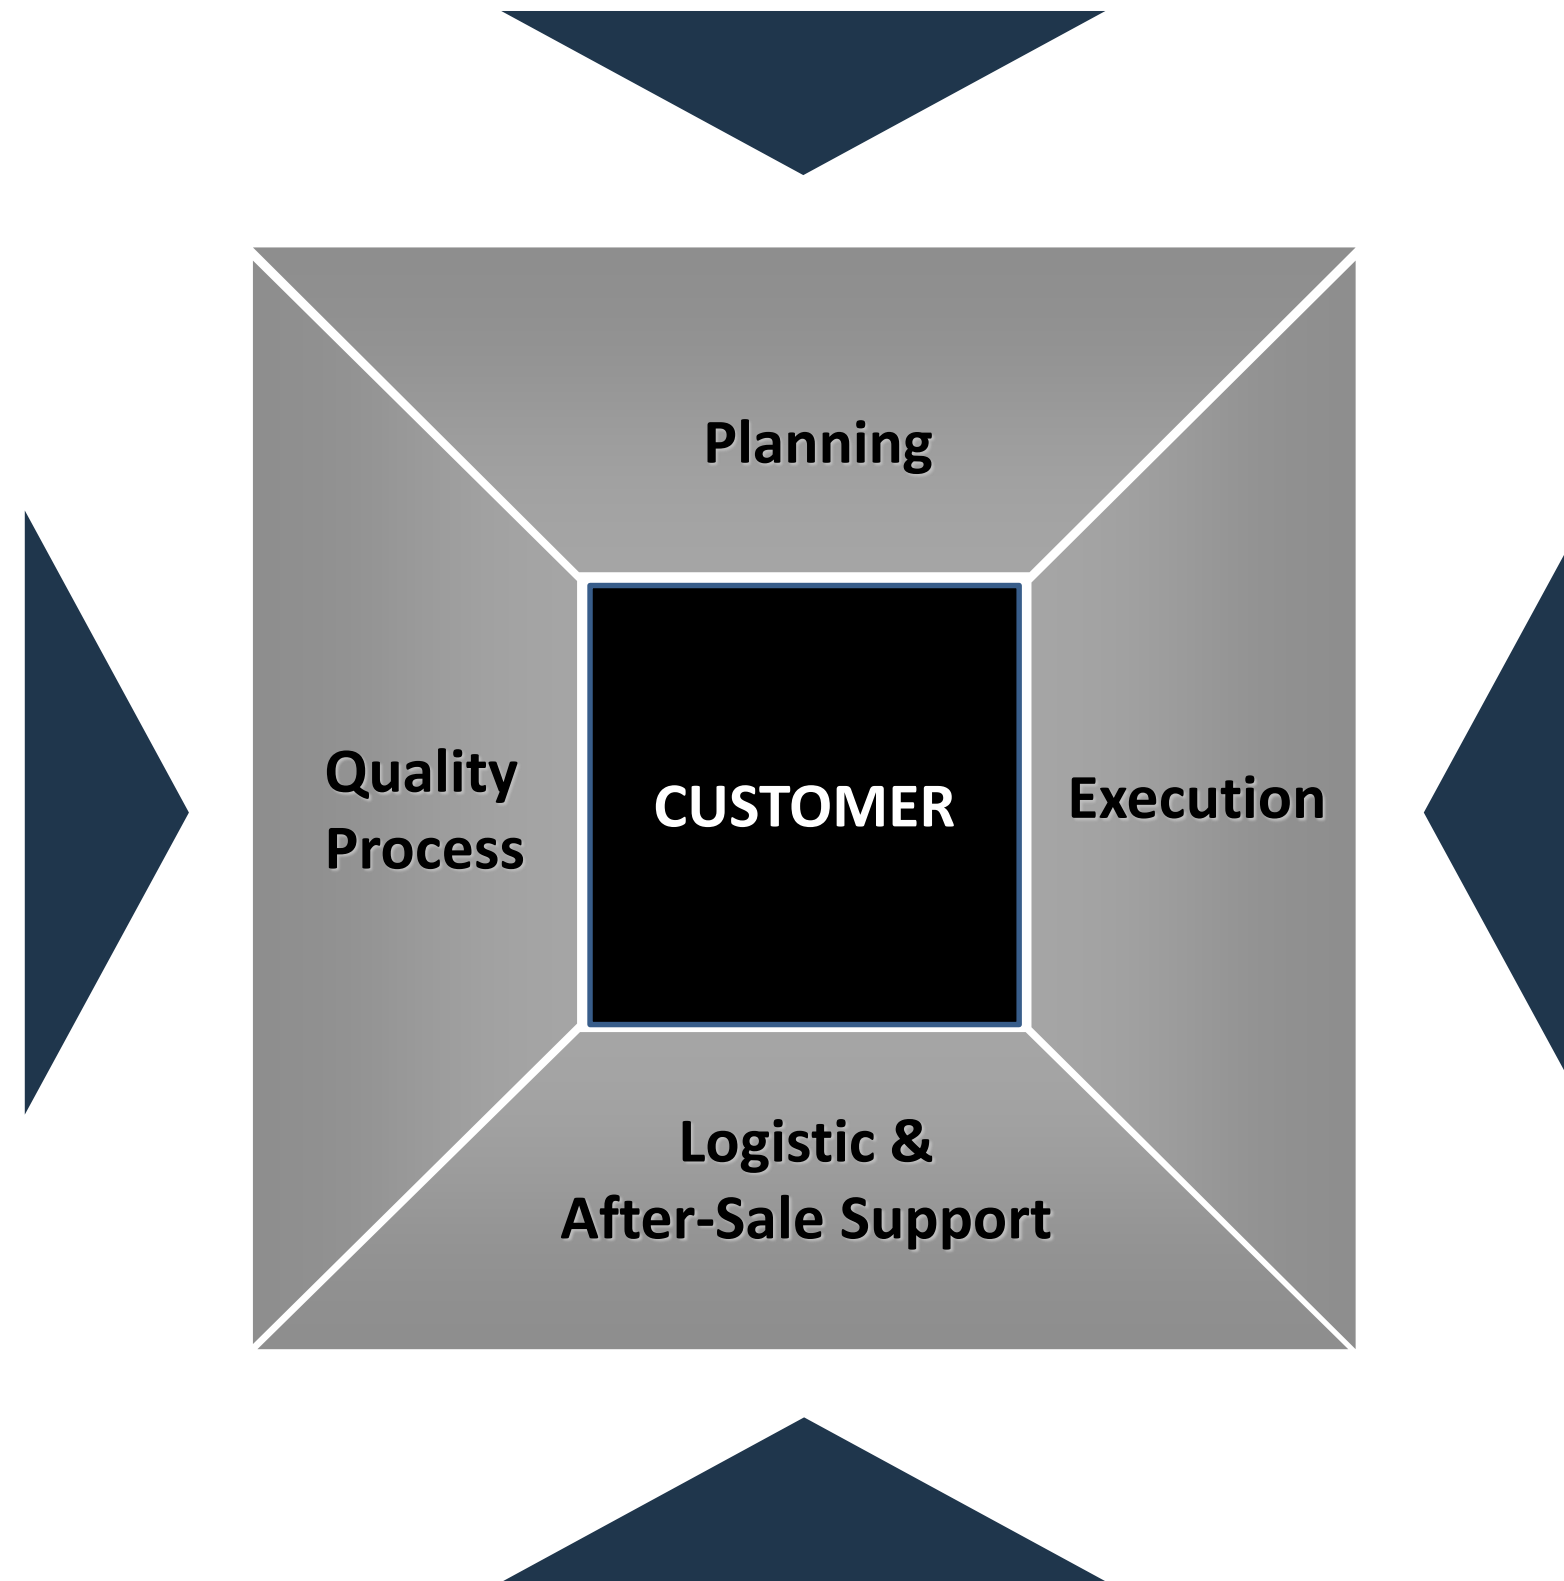 Planning
Quality
Process
CUSTOMER
Execution
Logistic &
After-Sale Support